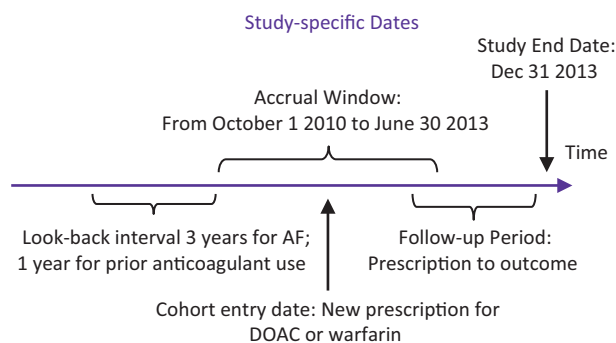 Study-specific Dates
Study End Date:
Dec 31 2013
Accrual Window:
From October 1 2010 to June 30 2013
Time
Look-back interval 3 years for AF;
1 year for prior anticoagulant use
Follow-up Period:
Prescription to outcome
Cohort entry date: New prescription for
DOAC or warfarin